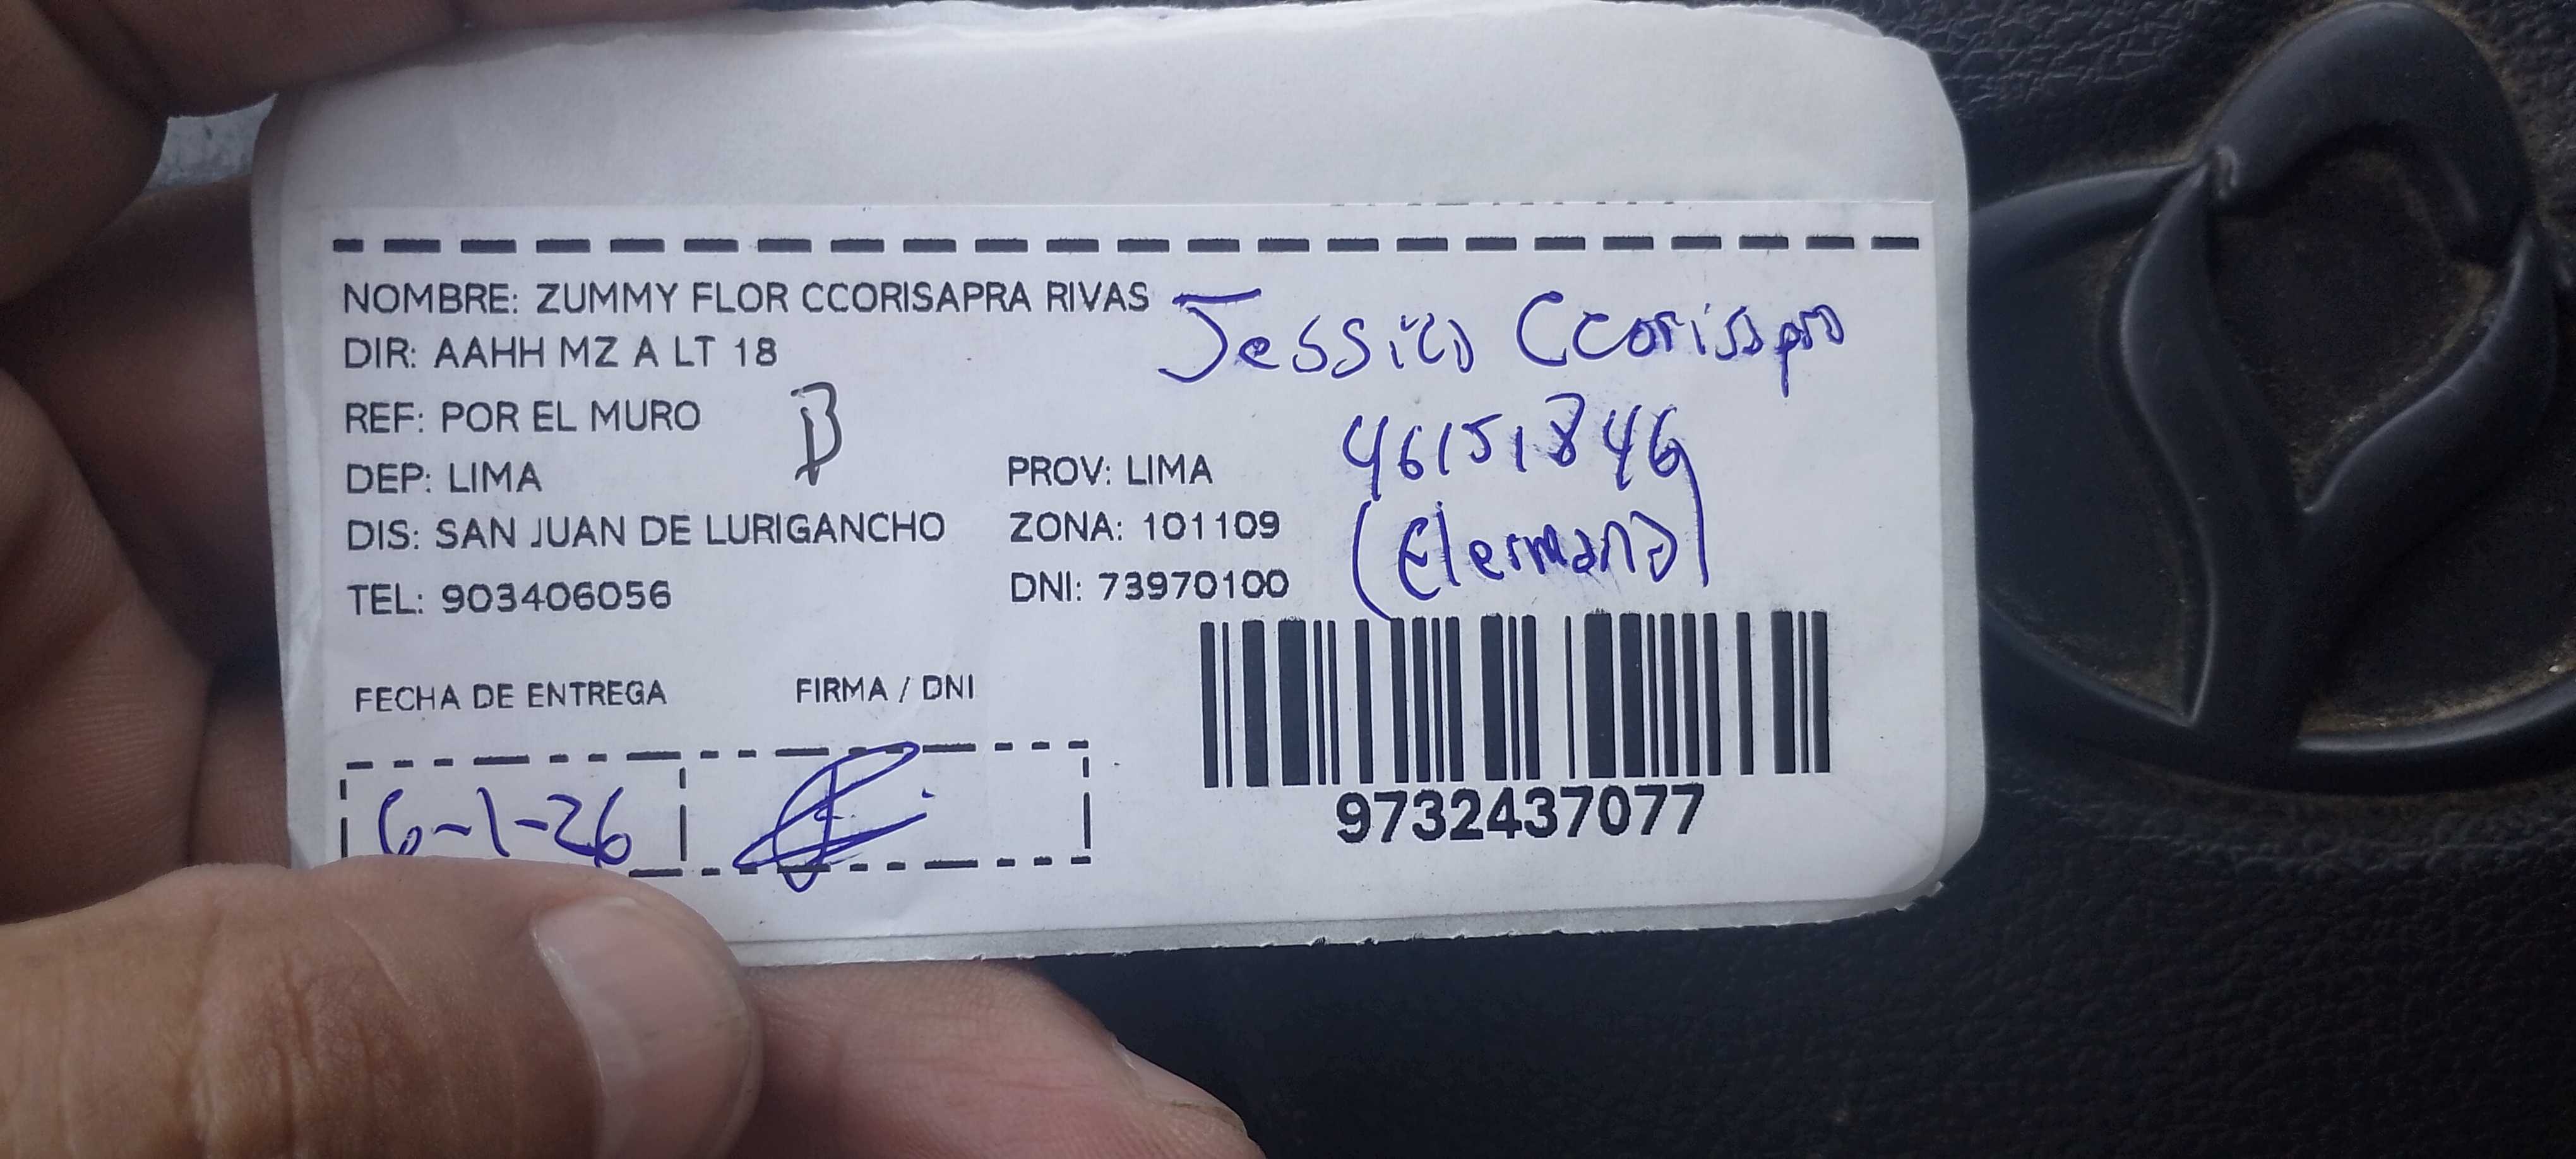 NOMBRE: ZUMMY FLOR CCORISAPRA RIVAS
Jessica Ccorisapra
DIR: AAHH MZ A LT 18
REF: POR EL MURO
B
46151846
DEP: LIMA
PROV: LIMA
DIS: SAN JUAN DE LURIGANCHO
ZONA: 101109
TEL: 903406056
DNI: 73970100
FECHA DE ENTREGA
FIRMA / DNI
6-1-26
9732437077